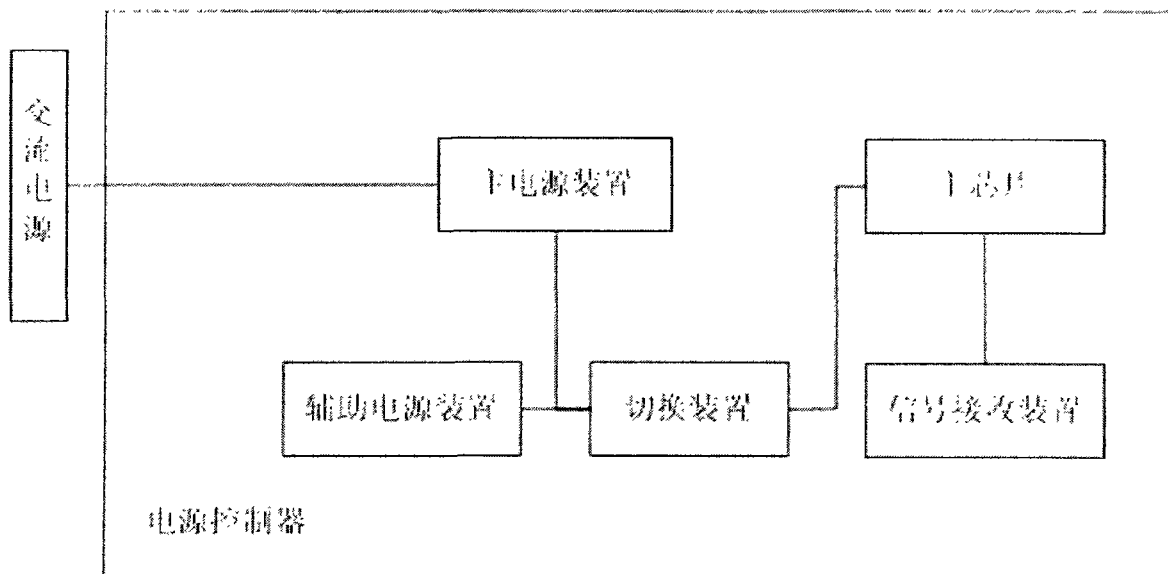 交流电源
主电源装置
主芯片
辅助电源装置
切换装置
信号接收装置
电源控制器